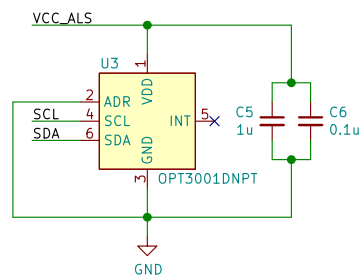 VCC_ALS
U3
1
VDD
2 ADR
SCL 4 SCL INT 5
SDA 6 SDA
GND
3
OPT3001DNPT
C5
1u
C6
0.1u
GND